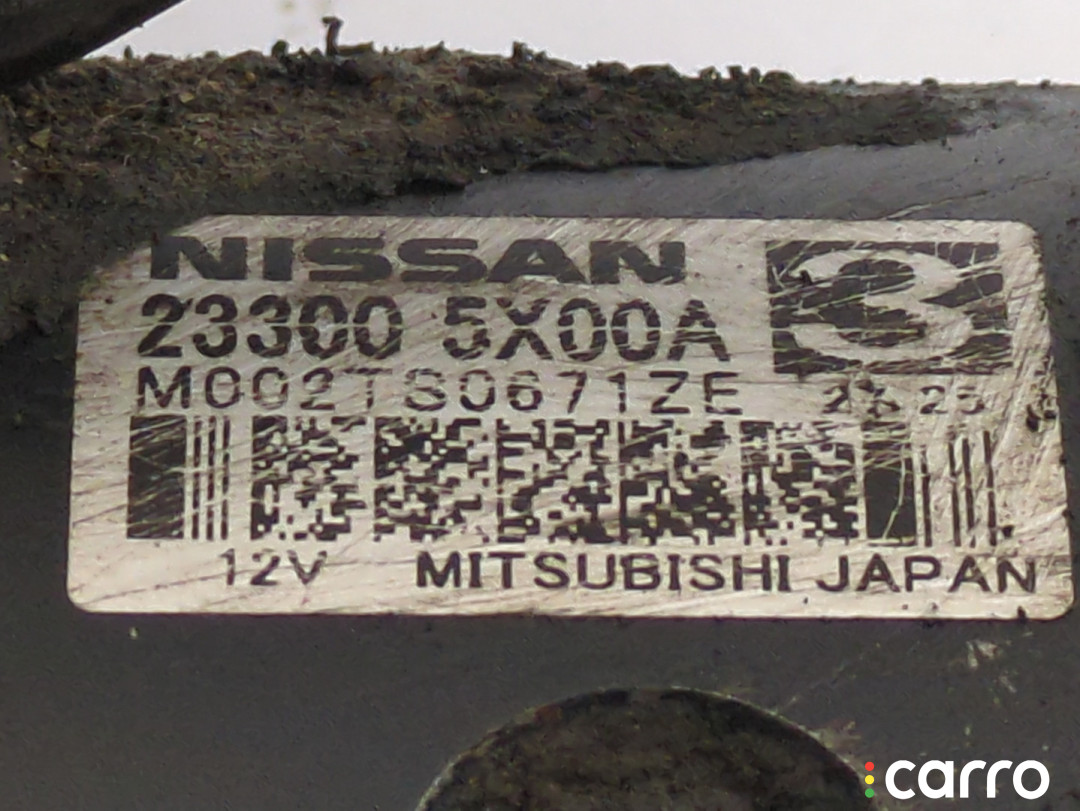 NISSAN
23300 5X00A
M002TS0671ZE
12V MITSUBISHI JAPAN
carro